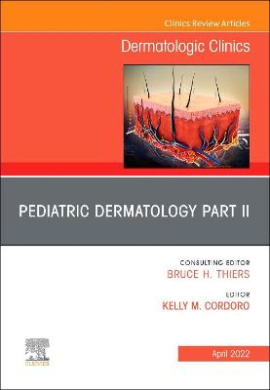 Clinics Review Articles
Dermatologic Clinics
PEDIATRIC DERMATOLOGY PART II
CONSULTING EDITOR
BRUCE H. THIERS
EDITOR
KELLY M. CORDORO
ELSEVIER
April 2022